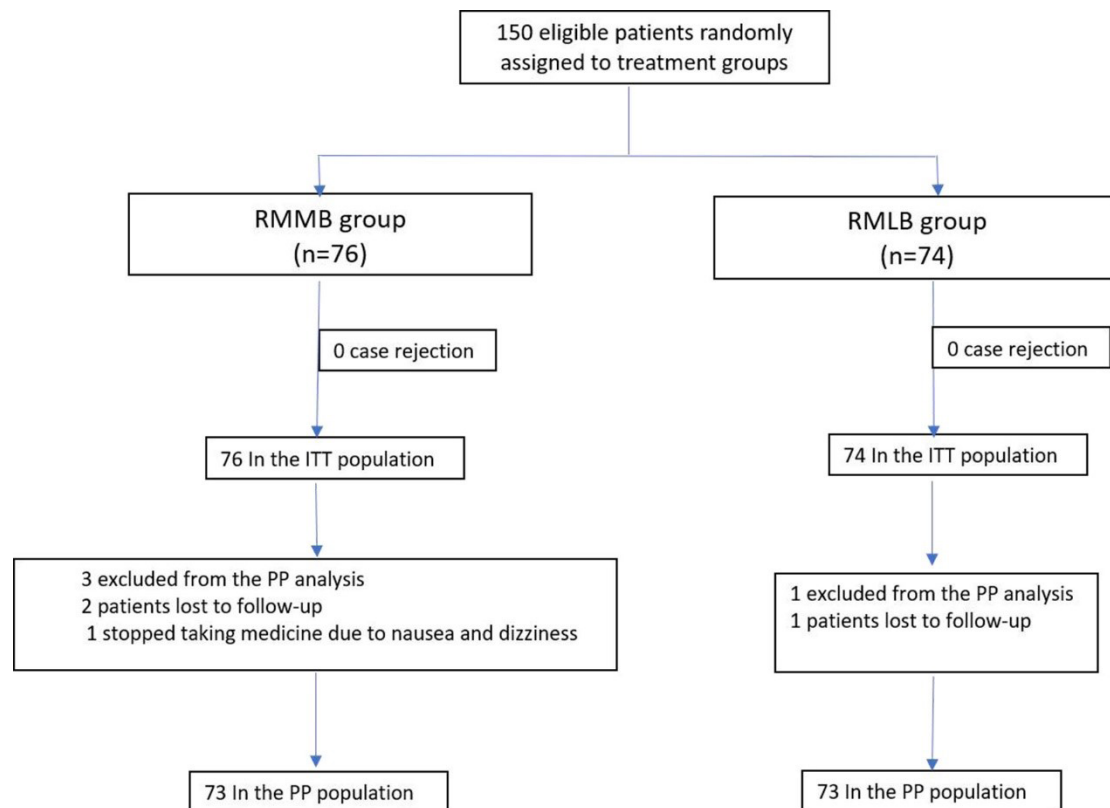 150 eligible patients randomly
assigned to treatment groups
RMMB group
(n=76)
RMLB group
(n=74)
0 case rejection
0 case rejection
76 In the ITT population
74 In the ITT population
3 excluded from the PP analysis
2 patients lost to follow-up
1 stopped taking medicine due to nausea and dizziness
1 excluded from the PP analysis
1 patients lost to follow-up
73 In the PP population
73 In the PP population